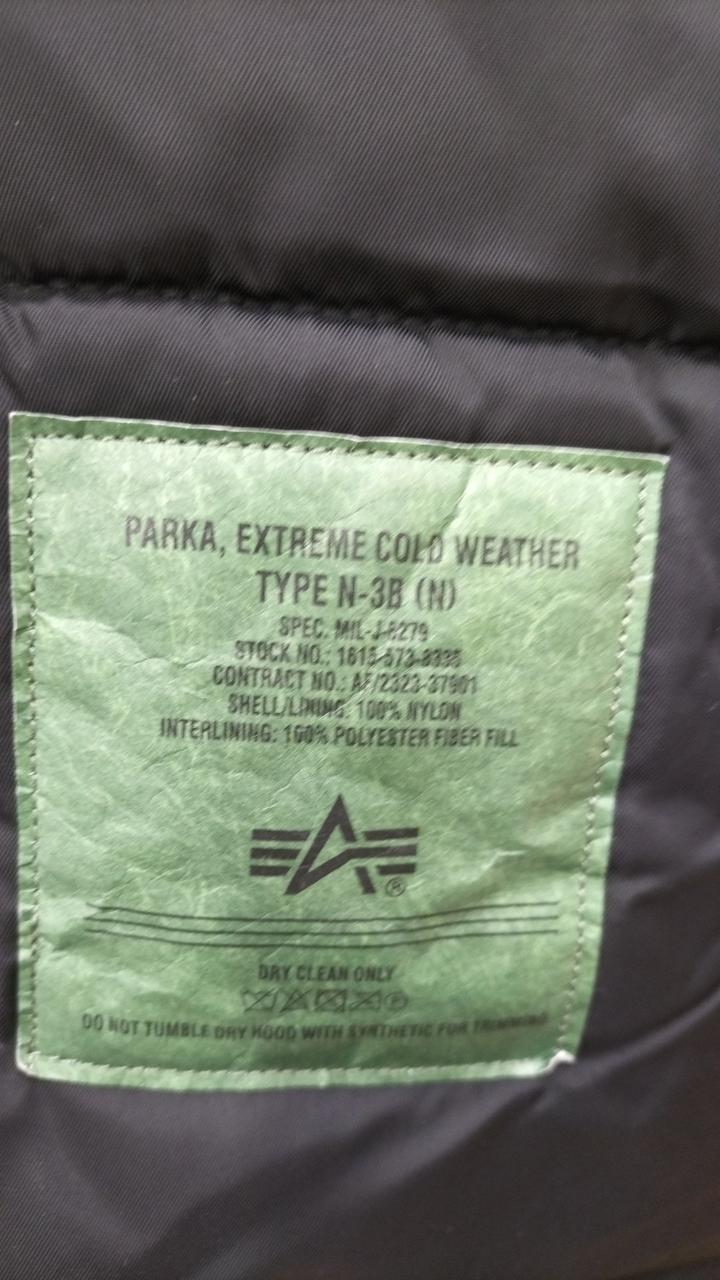 PARKA, EXTREME COLD WEATHER
TYPE N-3B (N)
SPEC. MIL-J-6279
STOCK NO.: 1615-573-8335
CONTRACT NO.: AF/2323-37901
SHELL/LINING: 100% NYLON
INTERLINING: 100% POLYESTER FIBER FILL
®
DRY CLEAN ONLY
DO NOT TUMBLE DRY HOOD WITH SYNTHETIC FUR TRIMMING